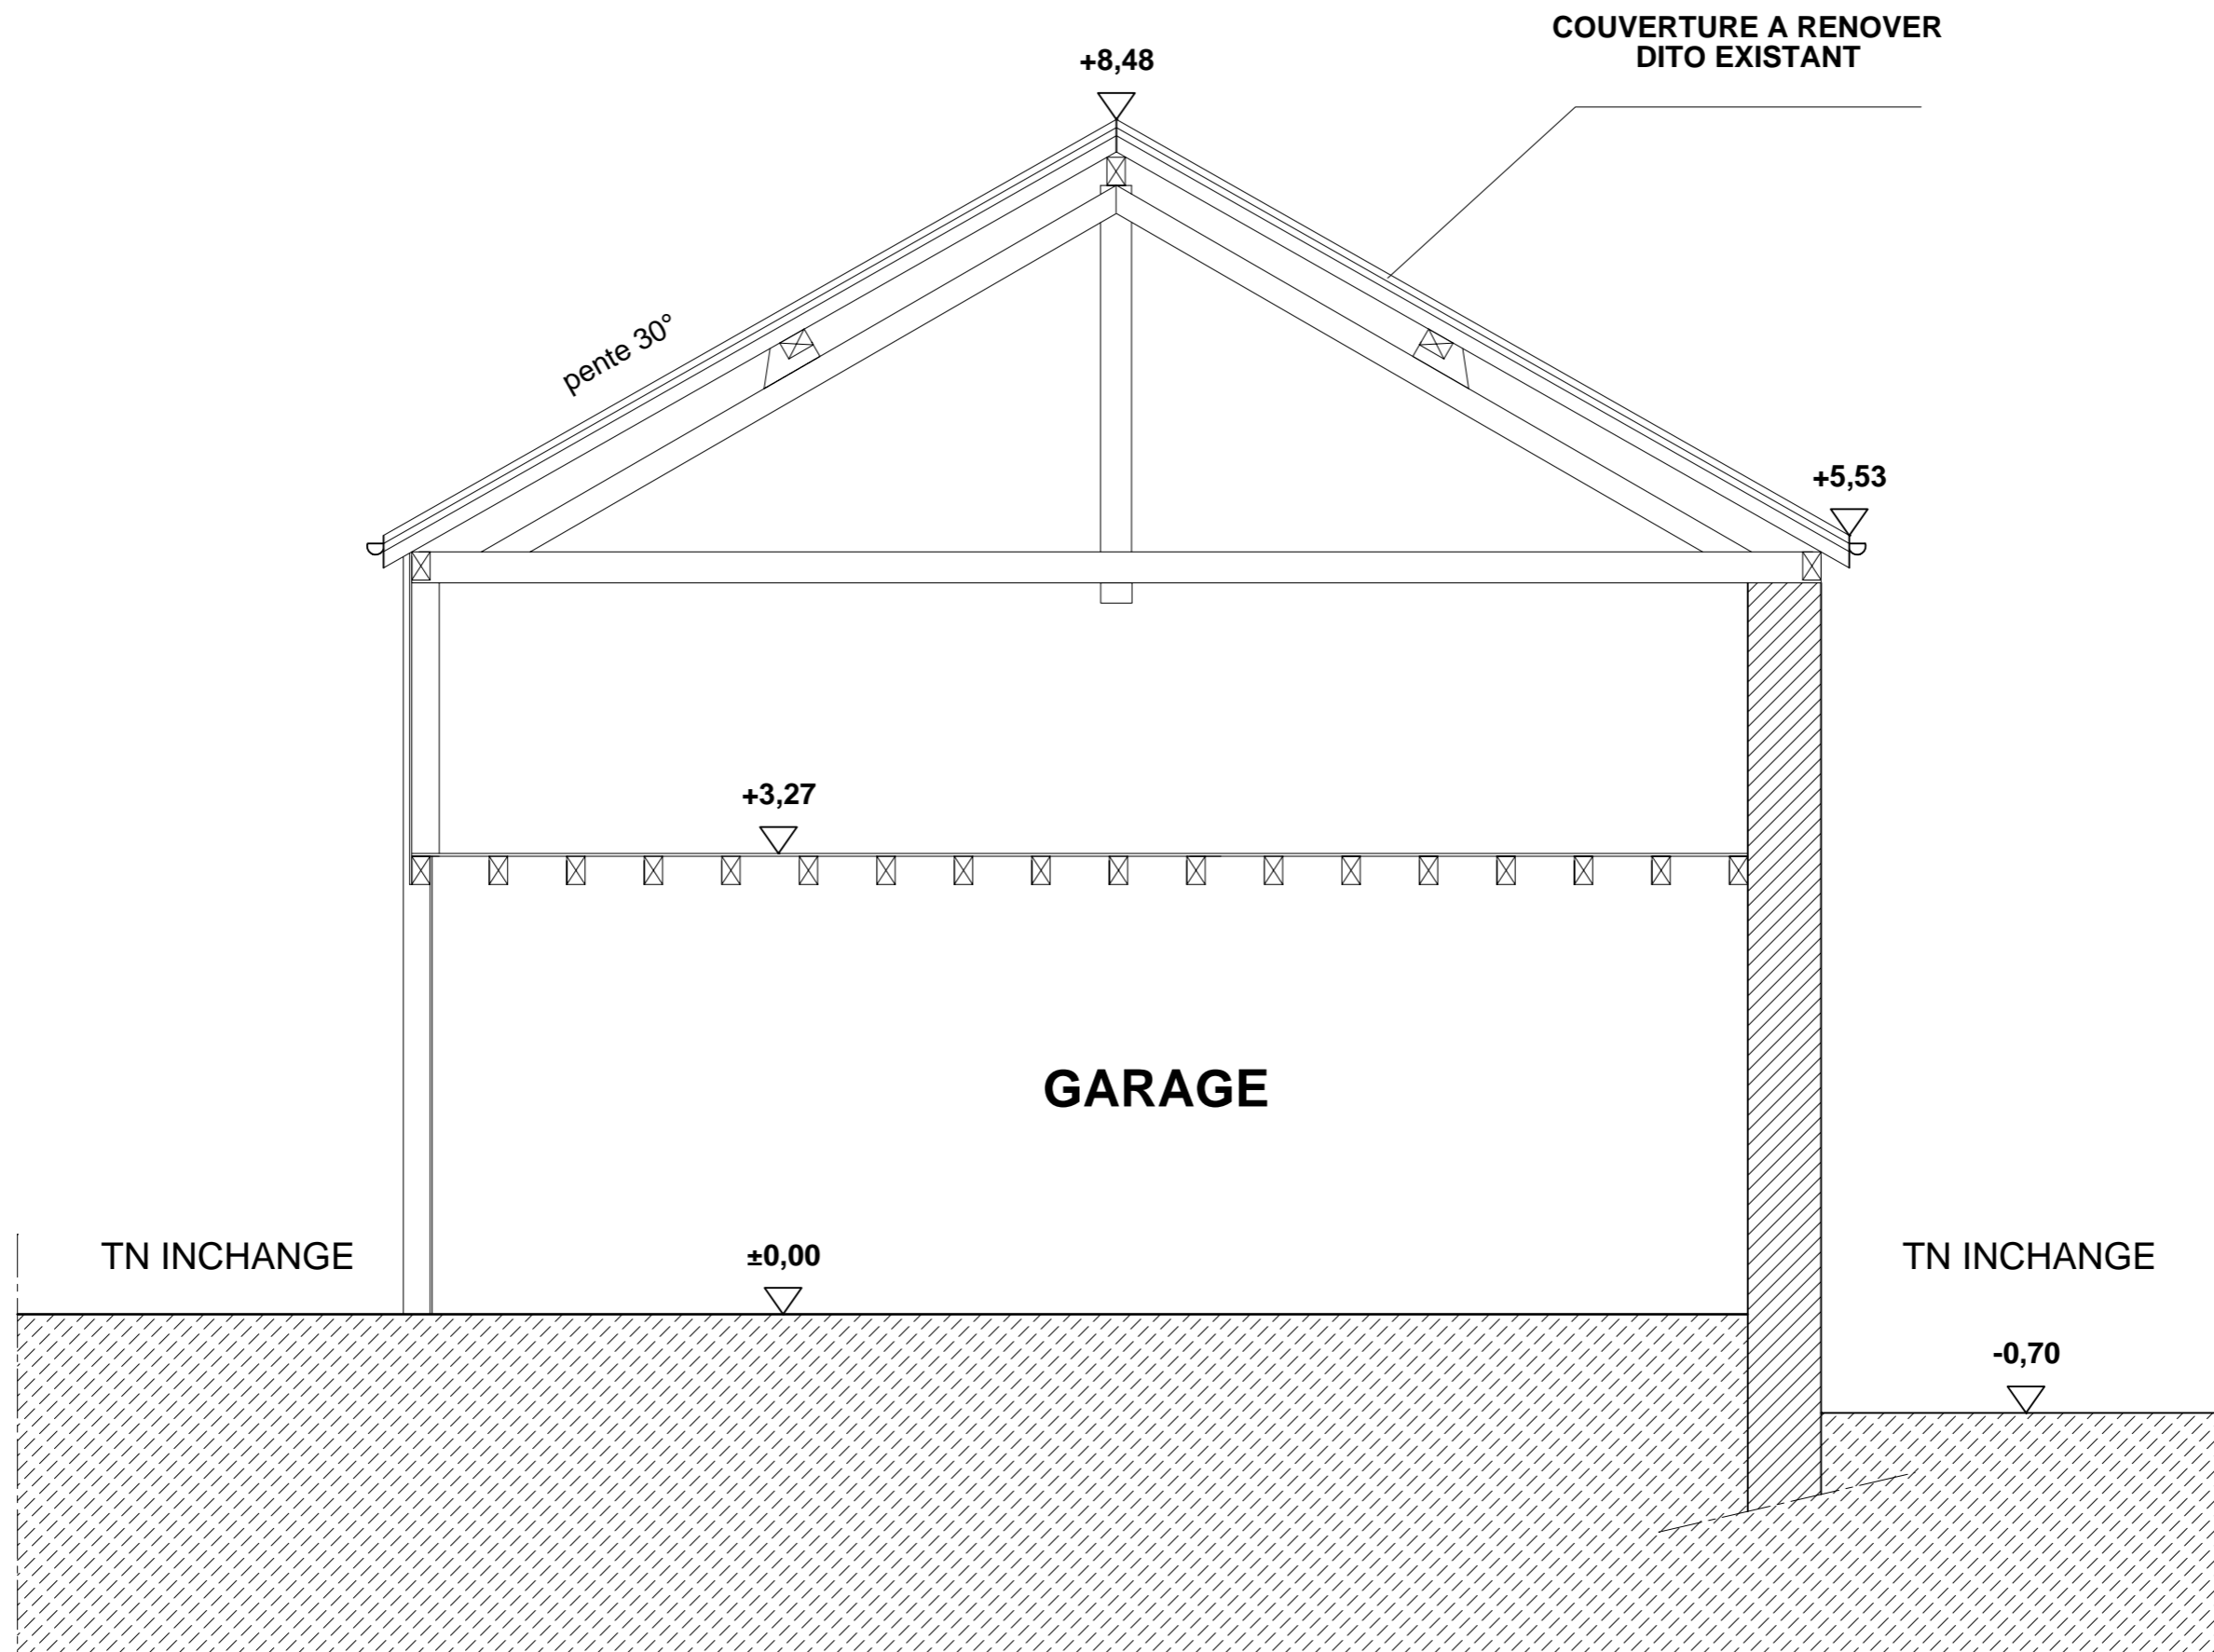 COUVERTURE A RENOVER
DITO EXISTANT
+8,48
pente 30°
+5,53
+3,27
GARAGE
TN INCHANGE
±0,00
TN INCHANGE
-0,70